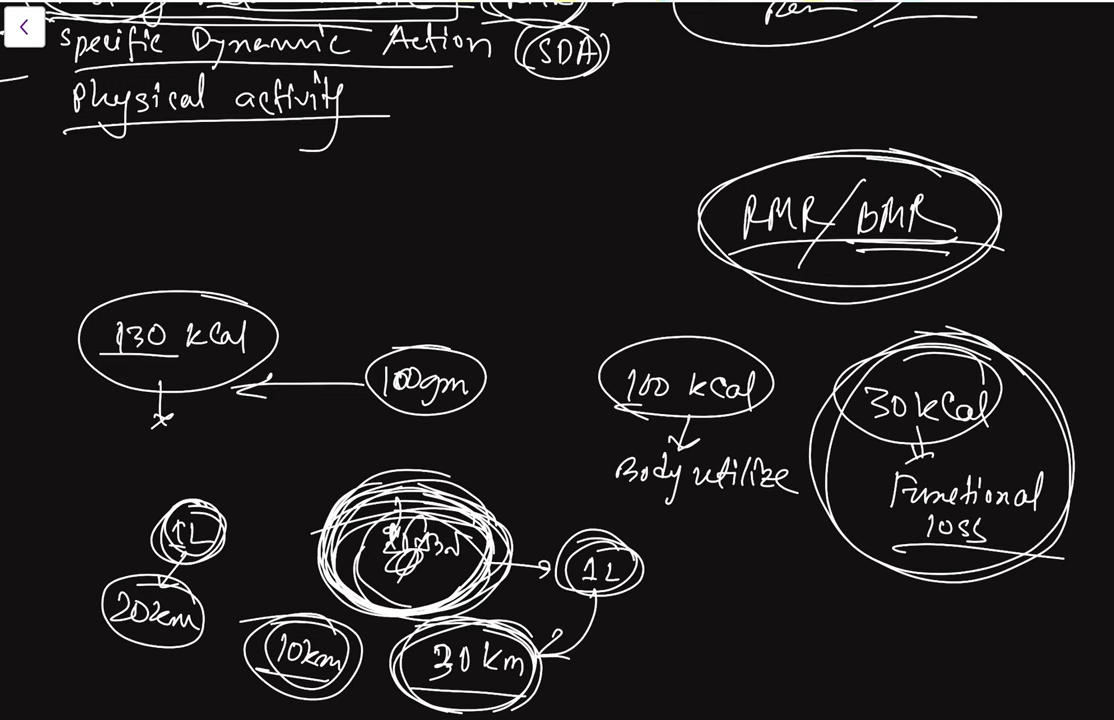 Specific Dynamic Action (SDA)
Physical activity
RMR/BMR
130 kcal
100gm
100 kcal
Body utilize
30 kcal
Functional
loss
1L
20km
1L
10km
30 km